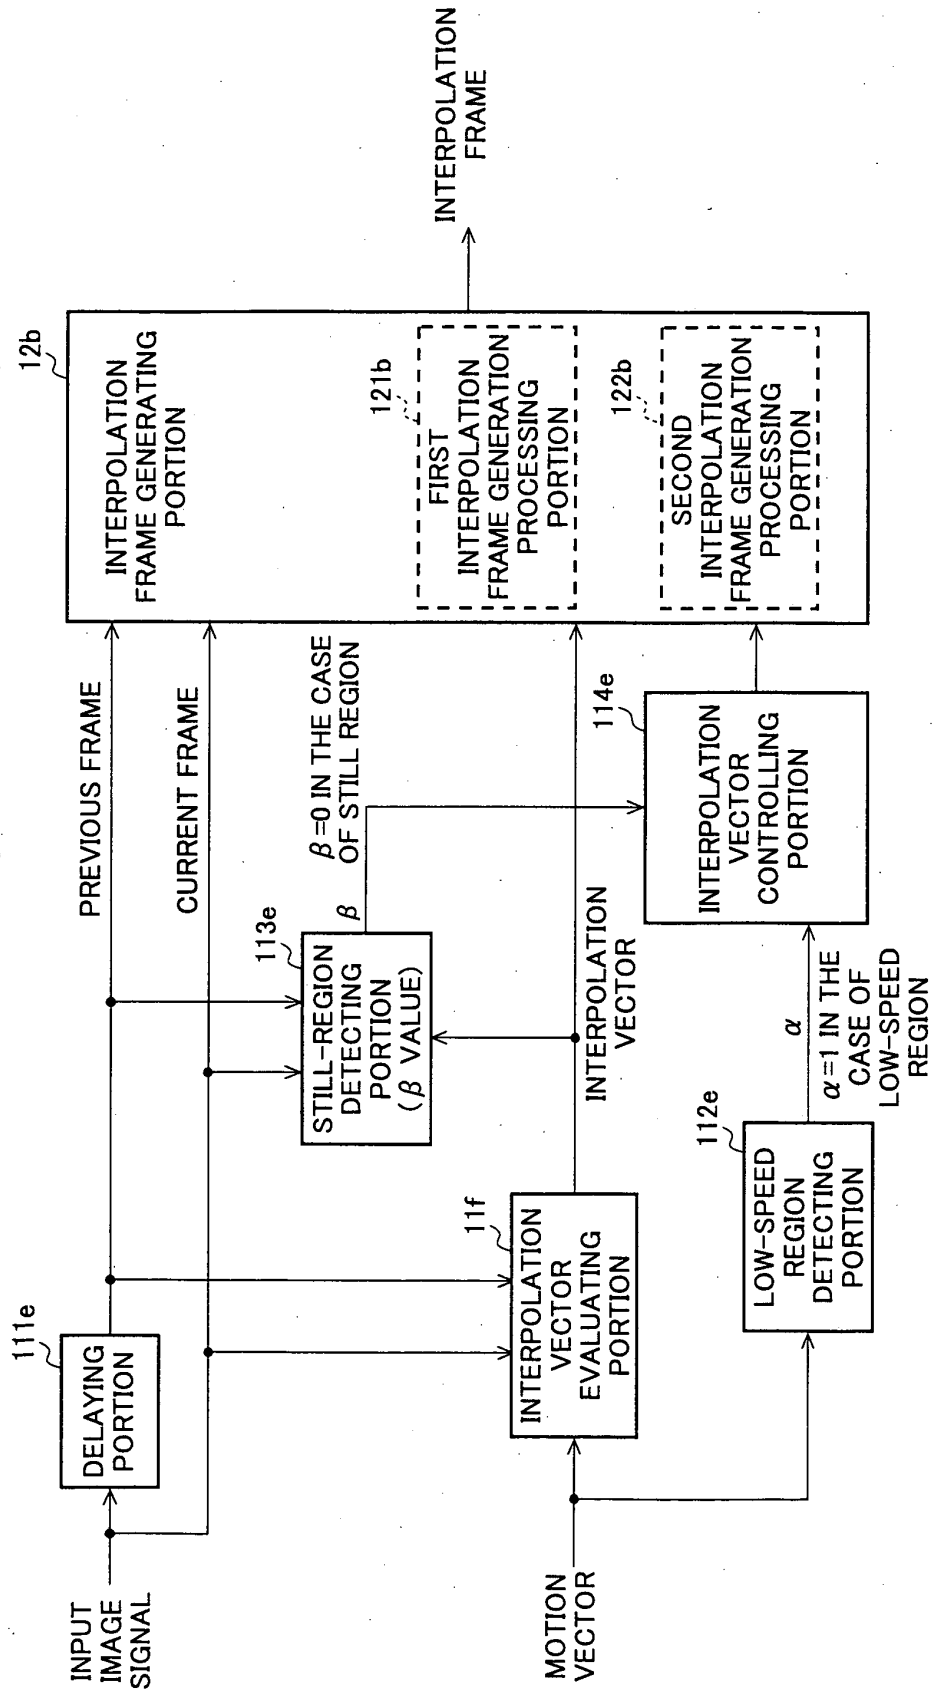 INPUT
IMAGE
SIGNAL
111e
DELAYING
PORTION
PREVIOUS FRAME
CURRENT FRAME
12b
INTERPOLATION
FRAME GENERATING
PORTION
121b
FIRST
INTERPOLATION
FRAME GENERATION
PROCESSING
PORTION
122b
SECOND
INTERPOLATION
FRAME GENERATION
PROCESSING
PORTION
INTERPOLATION
FRAME
113e
STILL-REGION
DETECTING
PORTION
(β VALUE)
β
β=0 IN THE CASE
OF STILL REGION
MOTION
VECTOR
11f
INTERPOLATION
VECTOR
EVALUATING
PORTION
INTERPOLATION
VECTOR
112e
LOW-SPEED
REGION
DETECTING
PORTION
α
α=1 IN THE
CASE OF
LOW-SPEED
REGION
114e
INTERPOLATION
VECTOR
CONTROLLING
PORTION